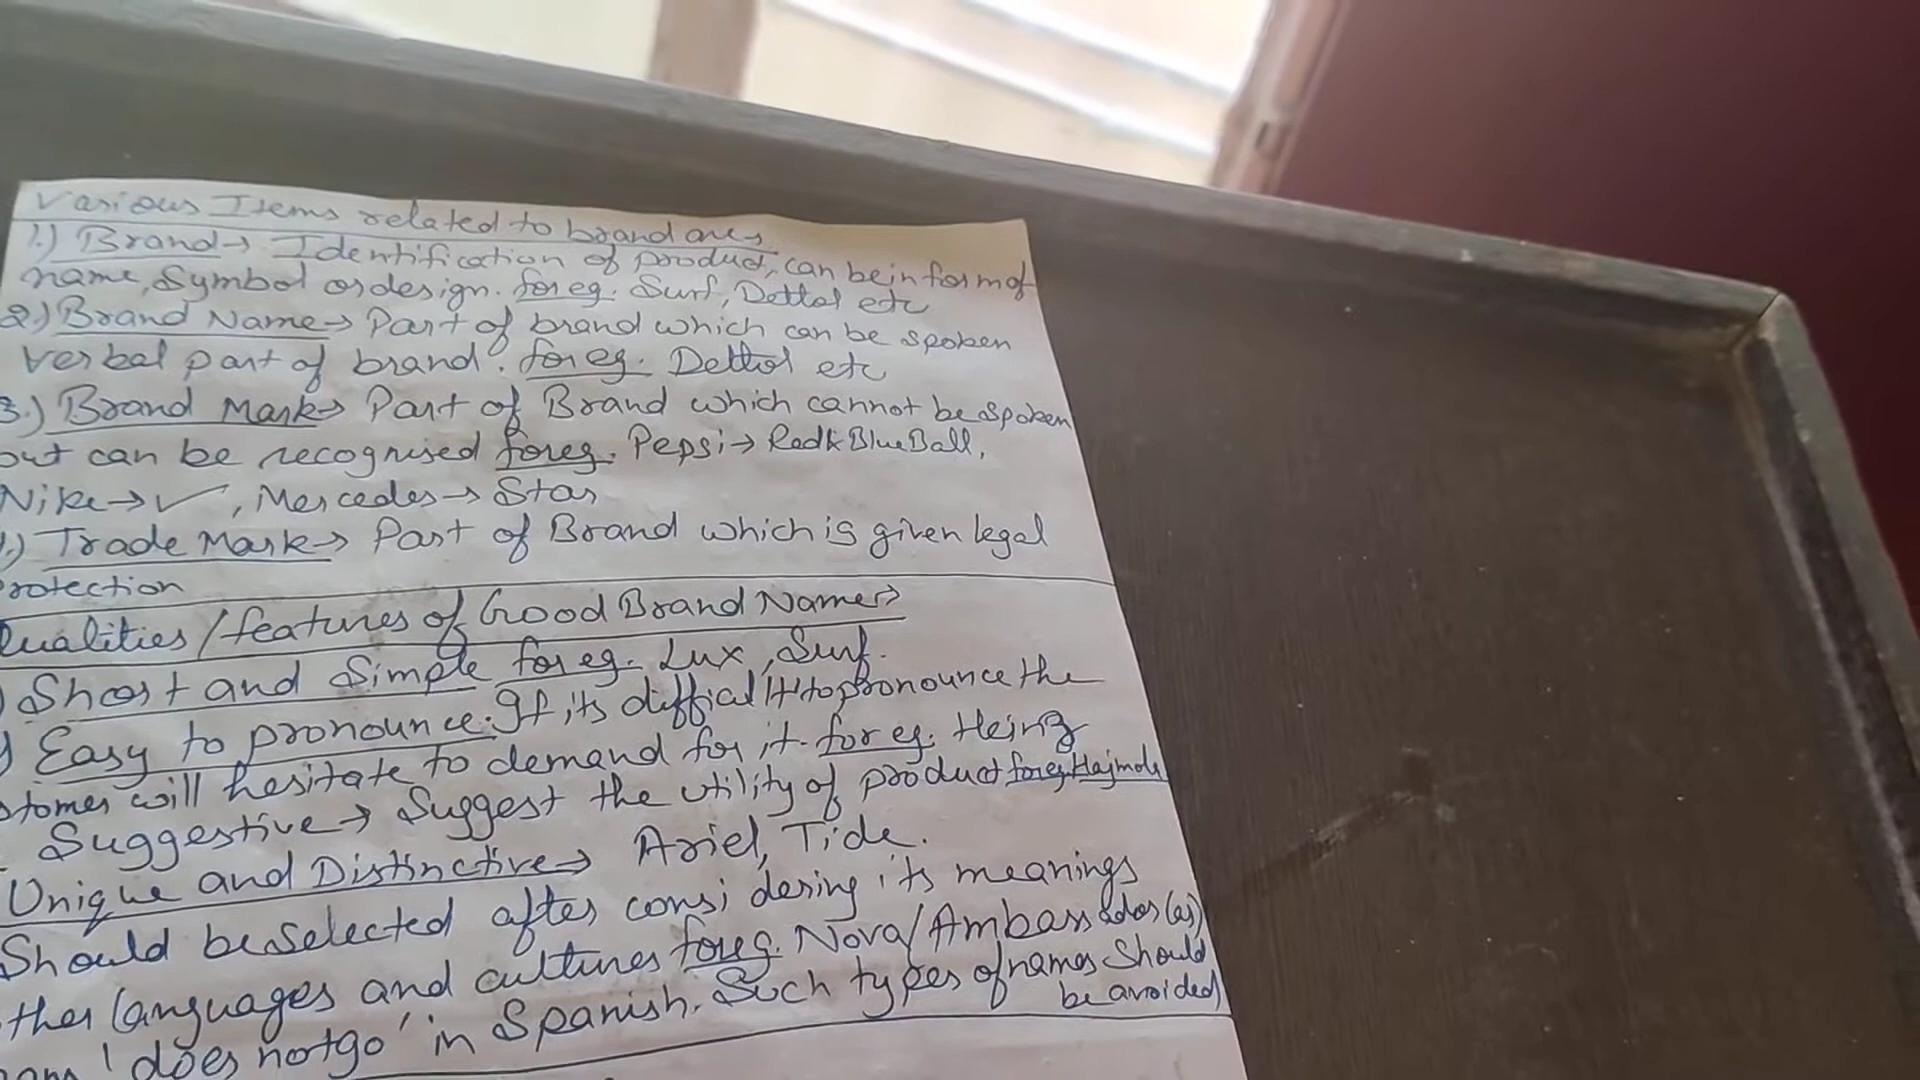 Various Items related to brand are→
1.) Brand→ Identification of product, can be in form of
name, Symbol or design. for eg. Surf, Dettol etc
2.) Brand Name→ Part of brand which can be spoken
Verbal part of brand. for eg. Dettol etc
3.) Brand Mark→ Part of Brand which cannot be spoken
but can be recognised for eg. Pepsi→ Red & Blue Ball,
Nike→ ✓, Mercedes→ Star
.) Trade Mark→ Part of Brand which is given legal
Protection
Qualities/features of Good Brand Name→
) Short and Simple for eg. Lux, Surf.
) Easy to pronounce. If its difficult to pronounce the
stomer will hesitate to demand for it. for eg.
Suggestive→ Suggest the utility of product for eg. Hajmola
Unique and Distinctive→ Ariel, Tide.
Should be selected after considering its meanings
ther languages and cultures for eg. Nova/Ambassador (as)
'does not go' in Spanish. Such types of names Should
be avoided